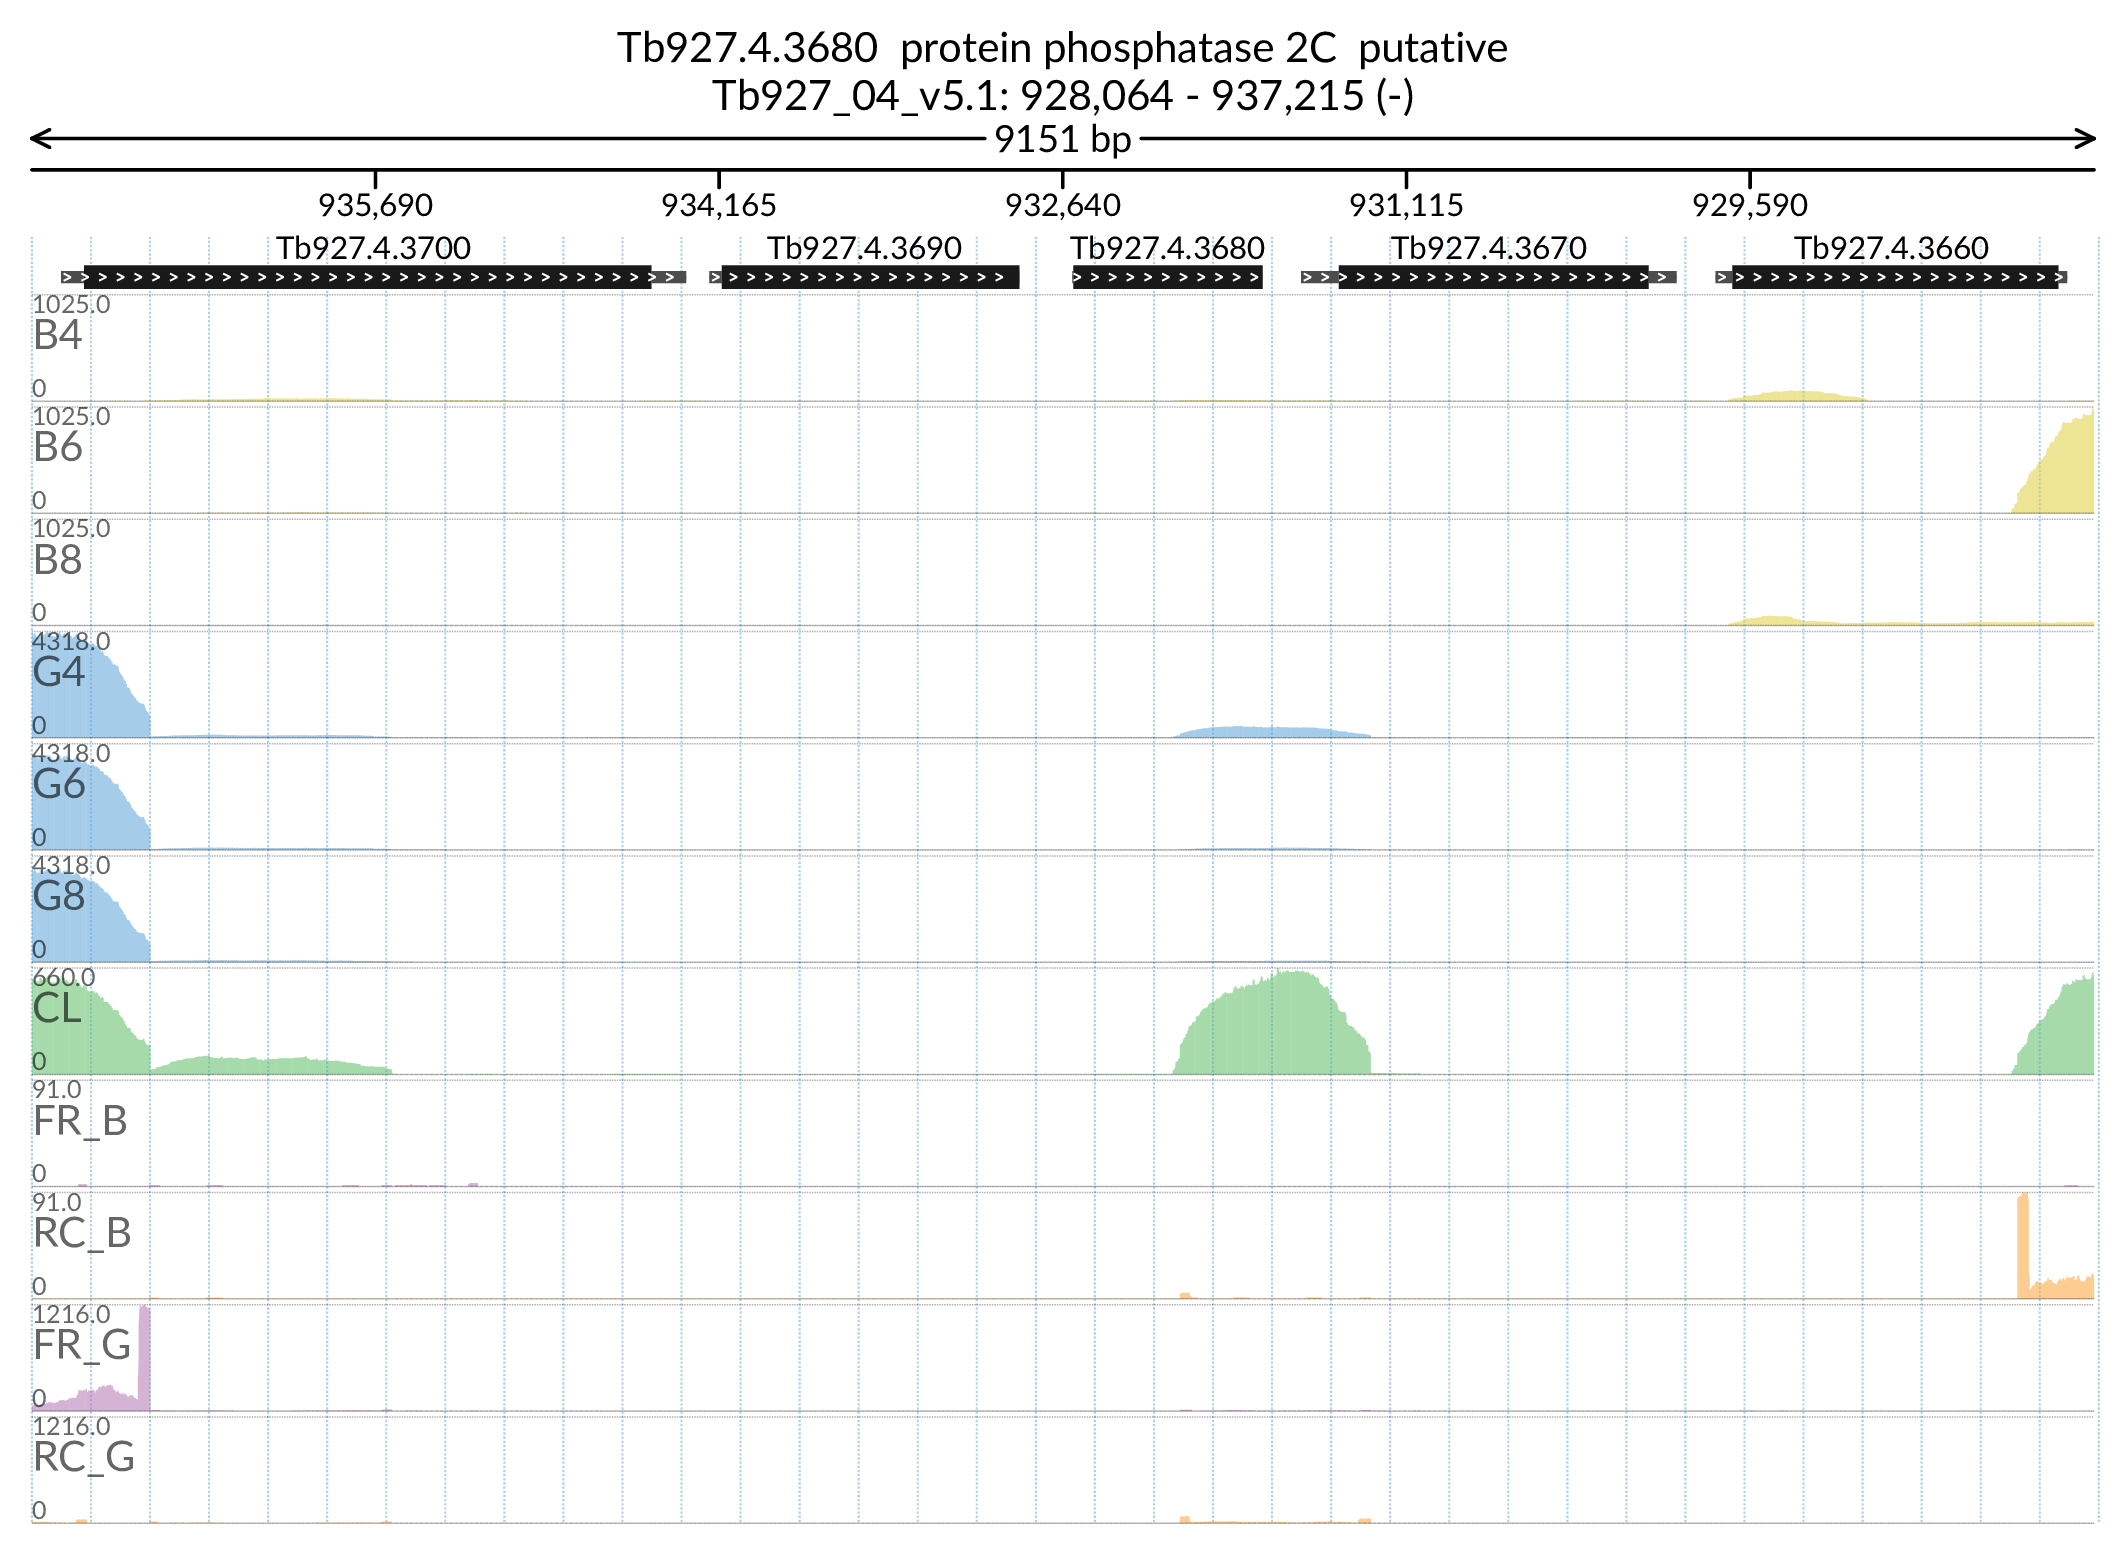 Tb927.4.3680  protein phosphatase 2C  putative
Tb927_04_v5.1: 928,064 - 937,215 (-)
9151 bp
935,690 934,165 932,640 931,115 929,590
Tb927.4.3700 Tb927.4.3690 Tb927.4.3680 Tb927.4.3670 Tb927.4.3660
1025.0
B4
0
1025.0
B6
0
1025.0
B8
0
4318.0
G4
0
4318.0
G6
0
4318.0
G8
0
660.0
CL
0
91.0
FR_B
0
91.0
RC_B
0
1216.0
FR_G
0
1216.0
RC_G
0